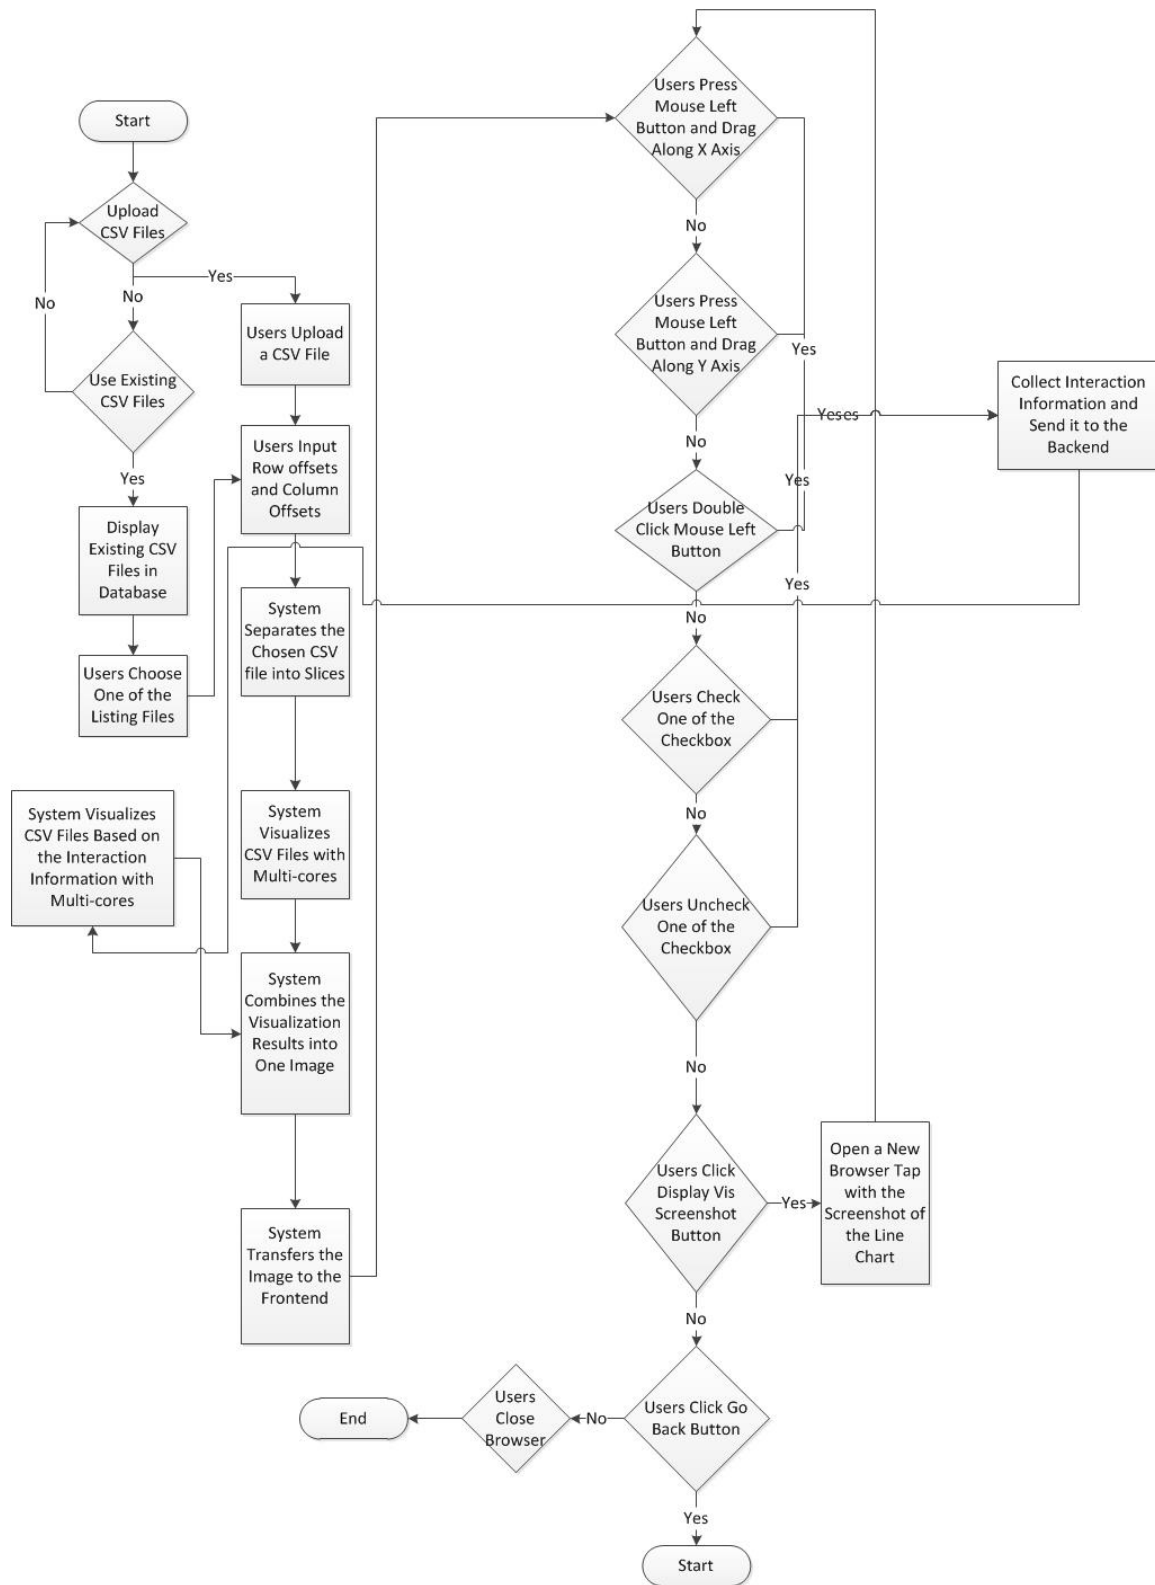 Start
Upload
CSV Files
Yes
No
No
Users Upload
a CSV File
Use Existing
CSV Files
Yes
Users Input
Row offsets
and Column
Offsets
Display
Existing CSV
Files in
Database
Users Choose
One of the
Listing Files
System
Separates the
Chosen CSV
file into Slices
System
Visualizes
CSV Files with
Multi-cores
System Visualizes
CSV Files Based on
the Interaction
Information with
Multi-cores
System
Combines the
Visualization
Results into
One Image
System
Transfers the
Image to the
Frontend
Users Press
Mouse Left
Button and Drag
Along X Axis
No
Users Press
Mouse Left
Button and Drag
Along Y Axis
Yes
No
Yeses
Collect Interaction
Information and
Send it to the
Backend
Users Double
Click Mouse Left
Button
Yes
Yes
No
Users Check
One of the
Checkbox
No
Users Uncheck
One of the
Checkbox
No
Users Click
Display Vis
Screenshot
Button
Yes
Open a New
Browser Tap
with the
Screenshot of
the Line
Chart
No
Users Click Go
Back Button
No
Users
Close
Browser
End
Yes
Start